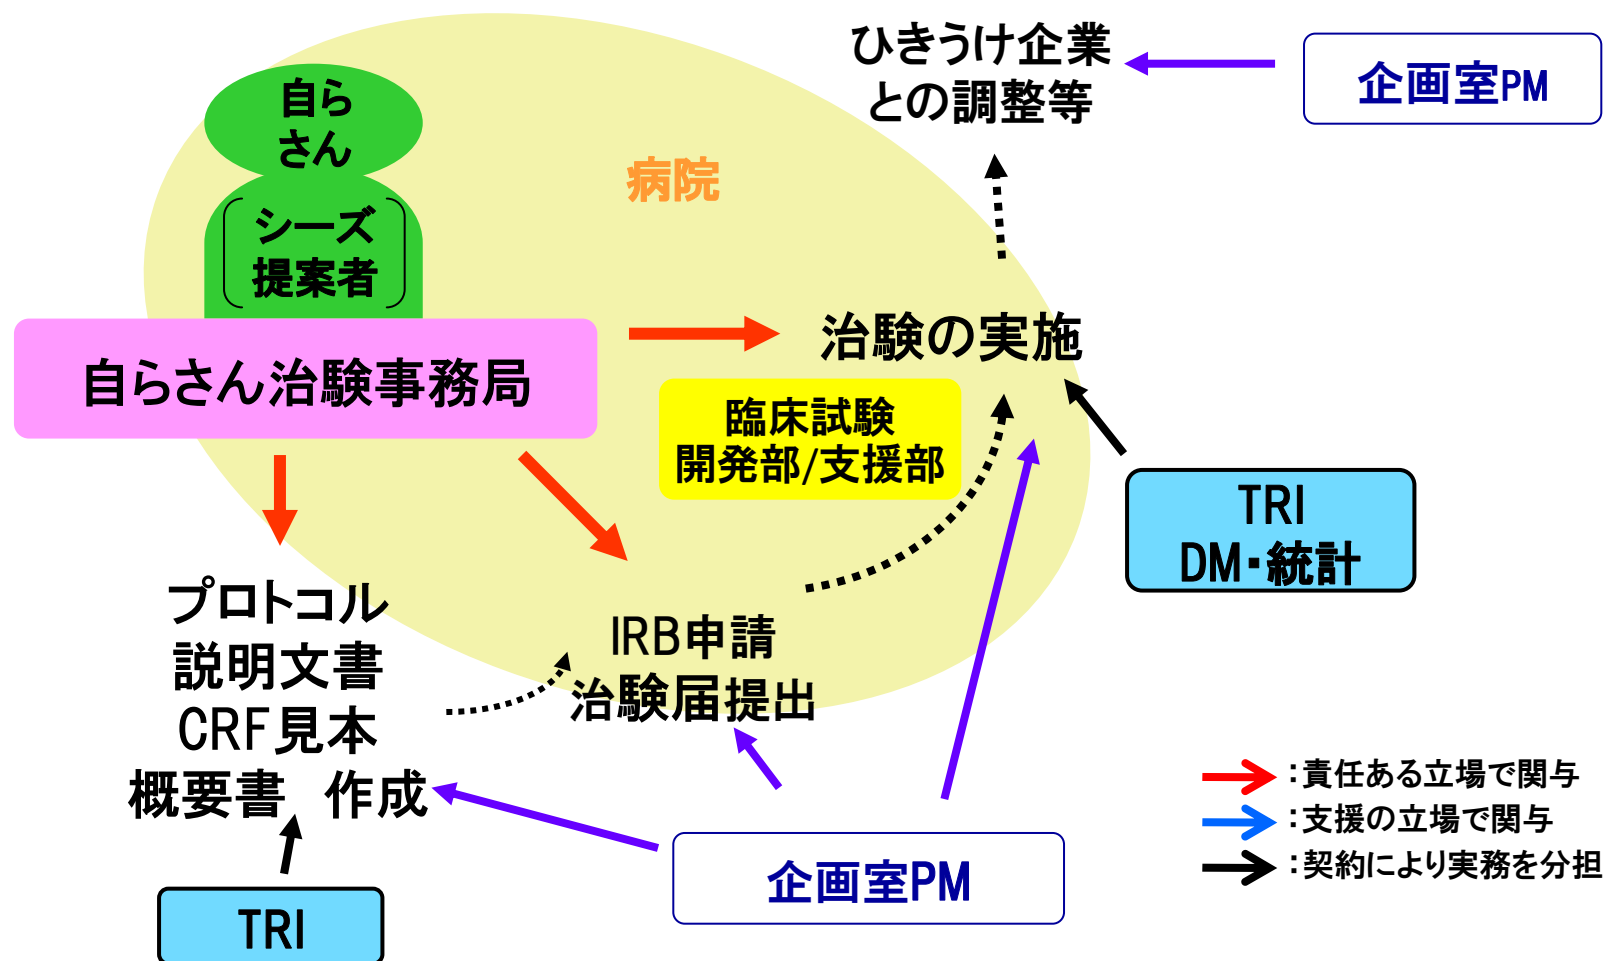 ひきうけ企業
との調整等
企画室PM
自ら
さん
病院
シーズ
提案者
自らさん治験事務局
治験の実施
臨床試験
開発部/支援部
TRI
DM・統計
プロトコル
説明文書
CRF見本
概要書　作成
IRB申請
治験届提出
：責任ある立場で関与
：支援の立場で関与
：契約により実務を分担
企画室PM
TRI